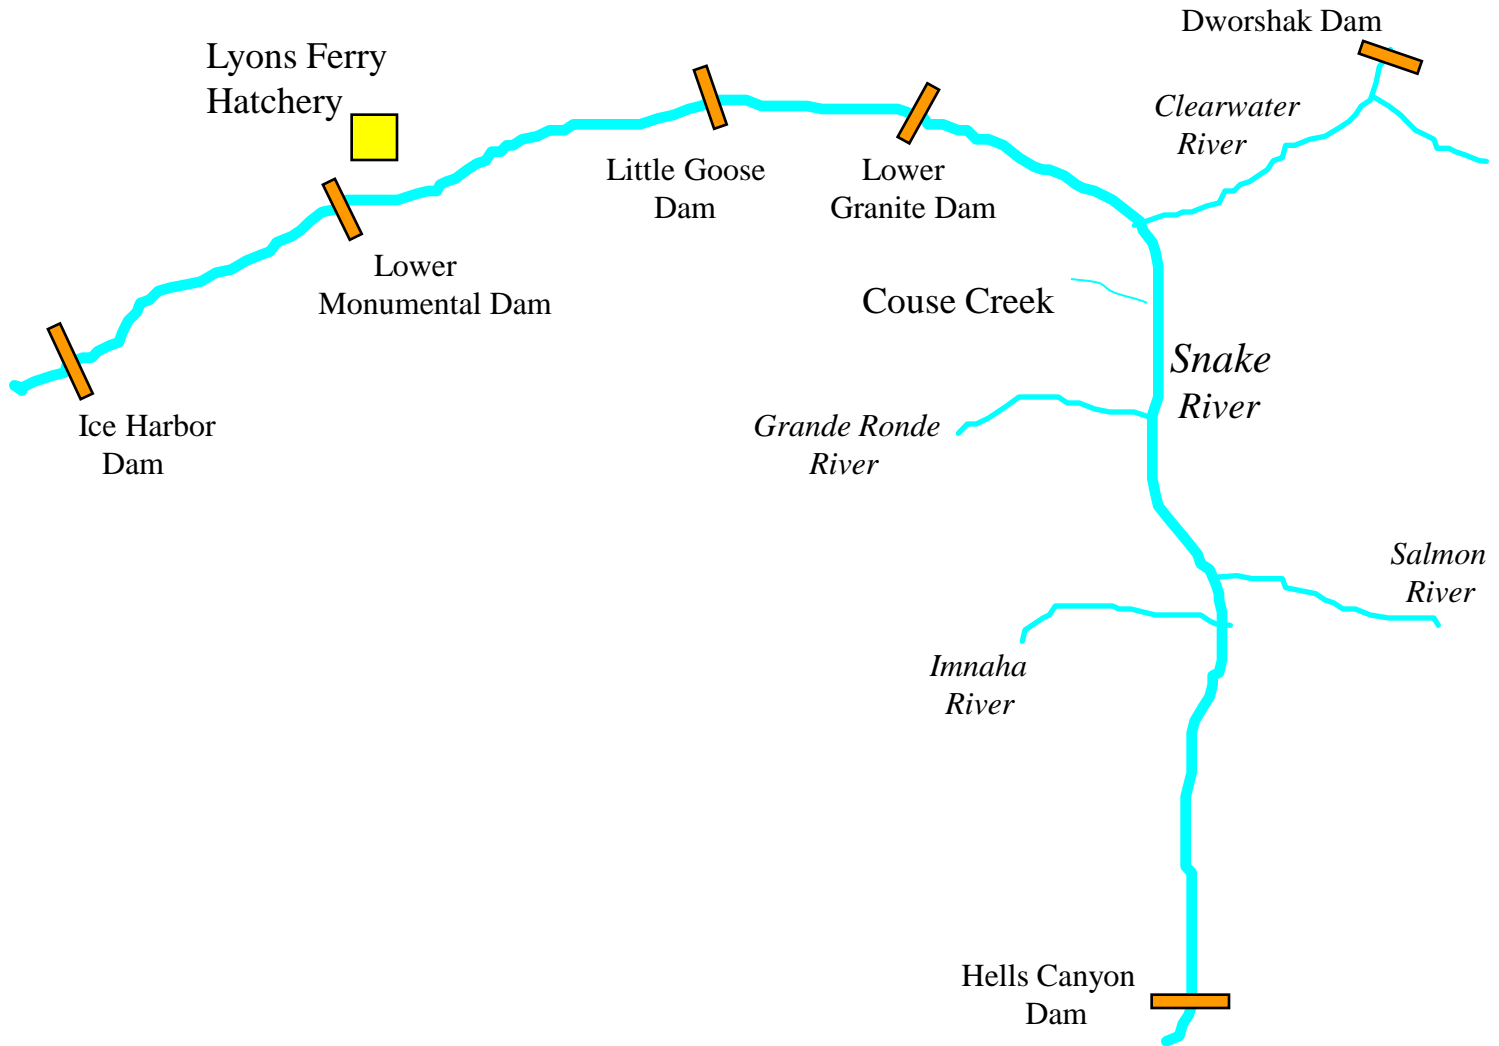 Dworshak Dam
Lyons Ferry
Hatchery
Clearwater
River
Little Goose
Dam
Lower
Granite Dam
Lower
Monumental Dam
Couse Creek
Snake
River
Ice Harbor
Dam
Grande Ronde
River
Salmon
River
Imnaha
River
Hells Canyon
Dam